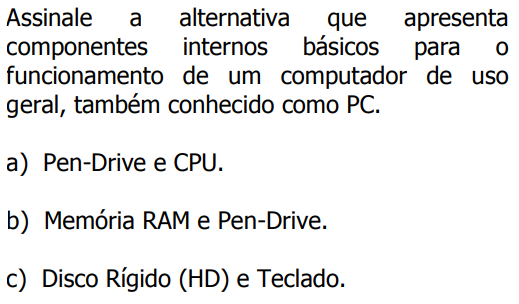 Assinale a alternativa que apresenta
componentes internos básicos para o
funcionamento de um computador de uso
geral, também conhecido como PC.
a) Pen-Drive e CPU.
b) Memória RAM e Pen-Drive.
c) Disco Rígido (HD) e Teclado.